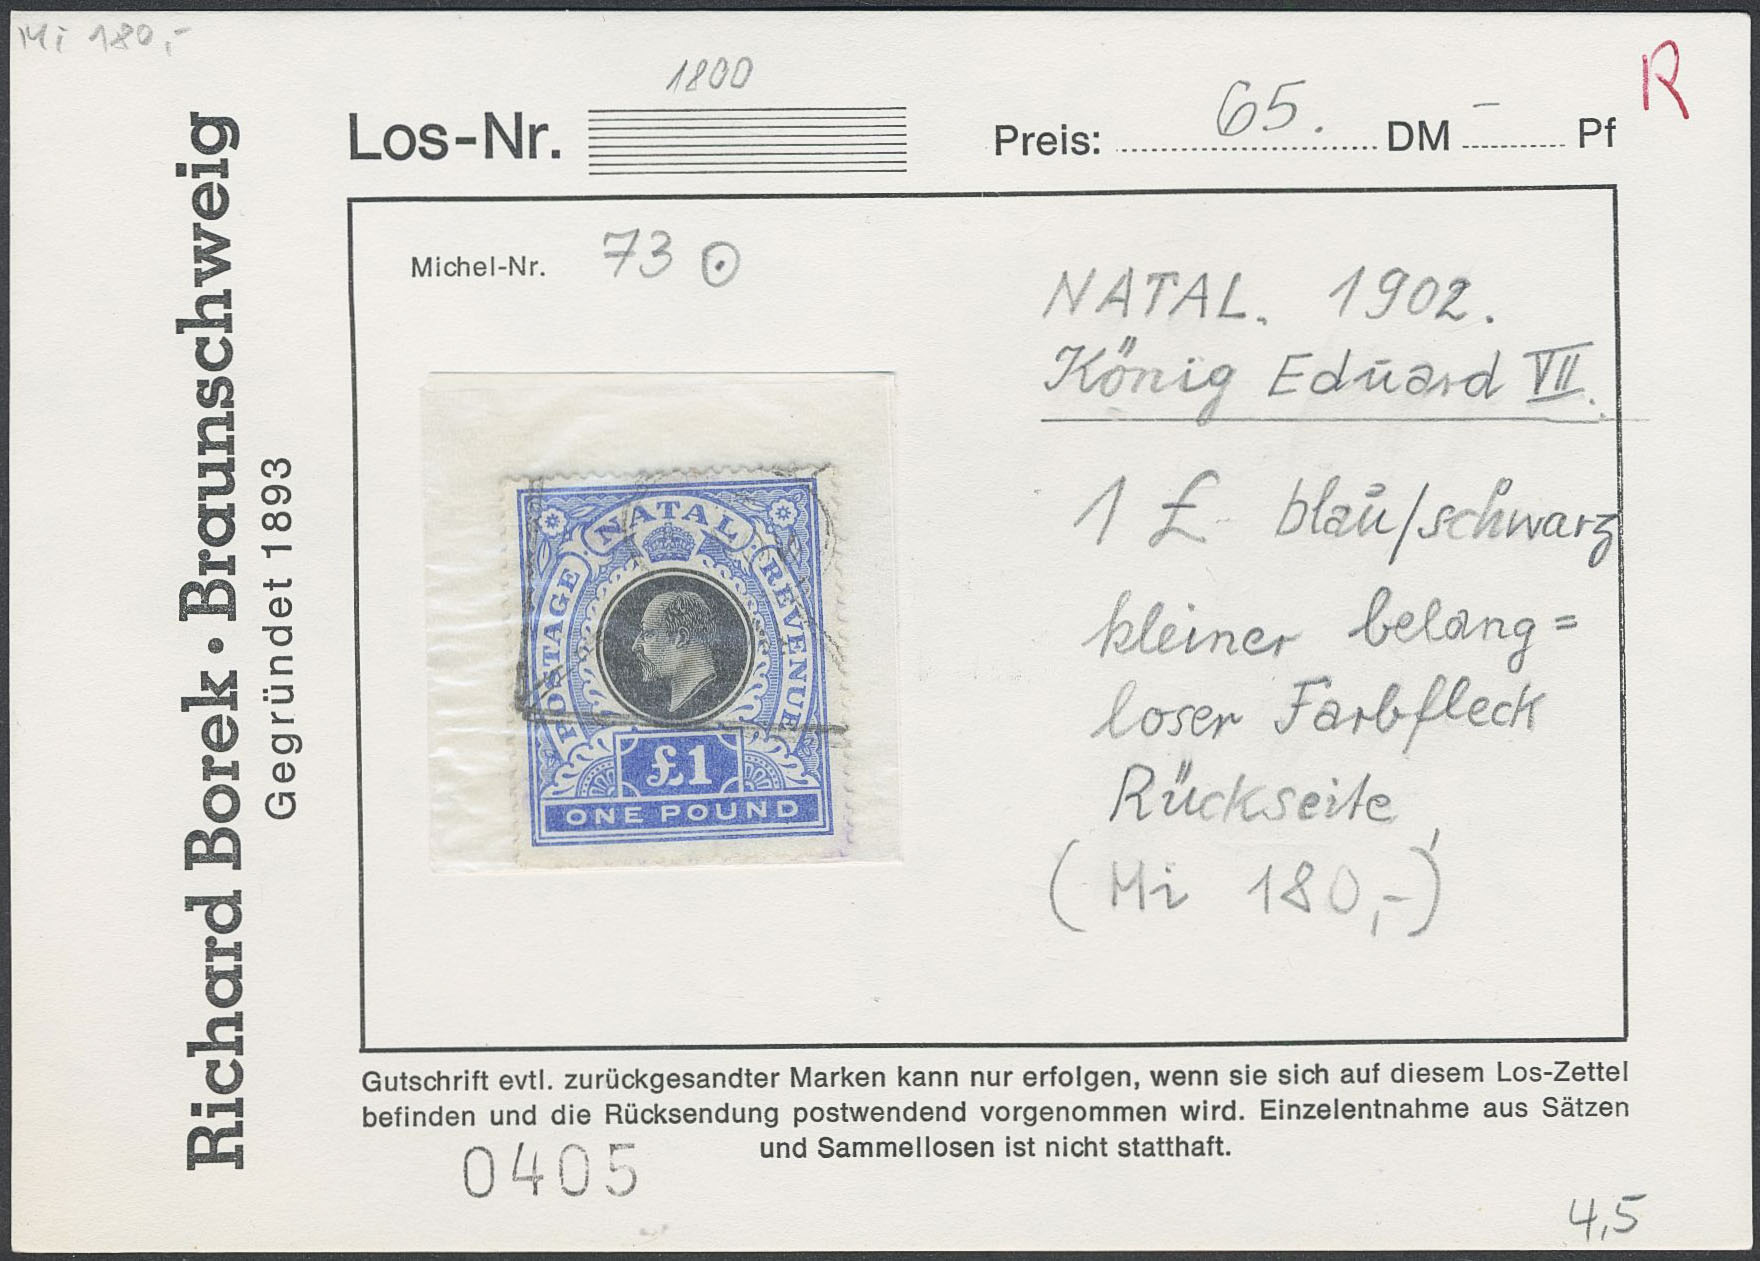 Mi 180,-
1800
Los-Nr.
Preis: 65. DM - Pf
R
Richard Borek · Braunschweig
Gegründet 1893
Michel-Nr. 73 ⊙
NATAL. 1902.
König Eduard VII.
1 £ blau/schwarz
kleiner belang=
loser Farbfleck
Rückseite
(Mi 180,-)
NATAL
POSTAGE
REVENUE
£1
ONE POUND
Gutschrift evtl. zurückgesandter Marken kann nur erfolgen, wenn sie sich auf diesem Los-Zettel
befinden und die Rücksendung postwendend vorgenommen wird. Einzelentnahme aus Sätzen
und Sammellosen ist nicht statthaft.
0405
4,5